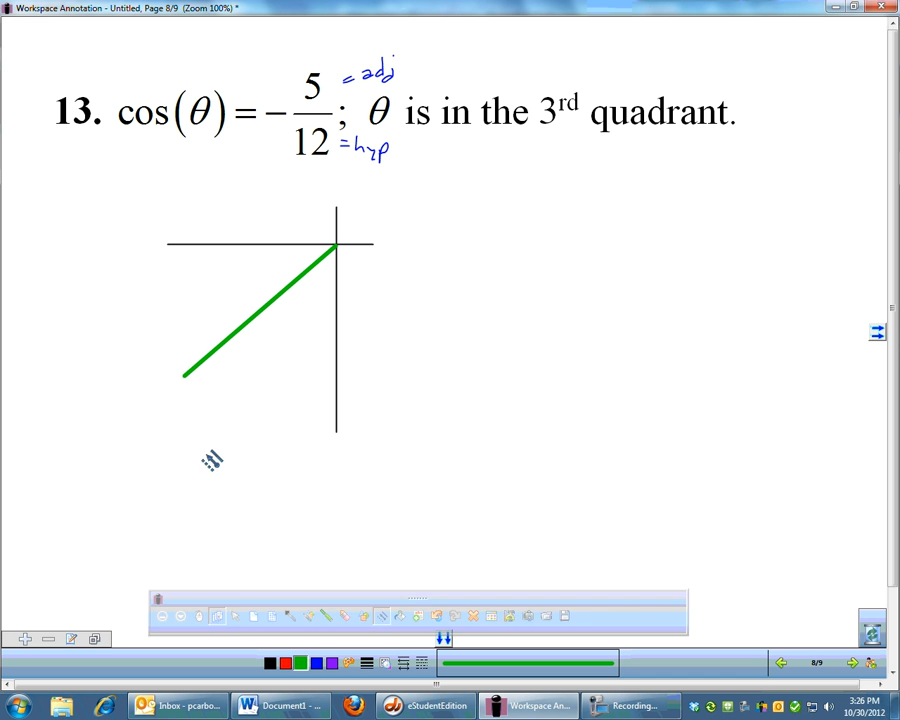 Workspace Annotation - Untitled, Page 8/9 (Zoom 100%) *
= adj
13. cos(θ) = − 5/12; θ is in the 3rd quadrant.
= hyp
8/9
Inbox - pcarbo...
Document1 - ...
eStudentEdition
Workspace An...
Recording...
3:26 PM
10/30/2012